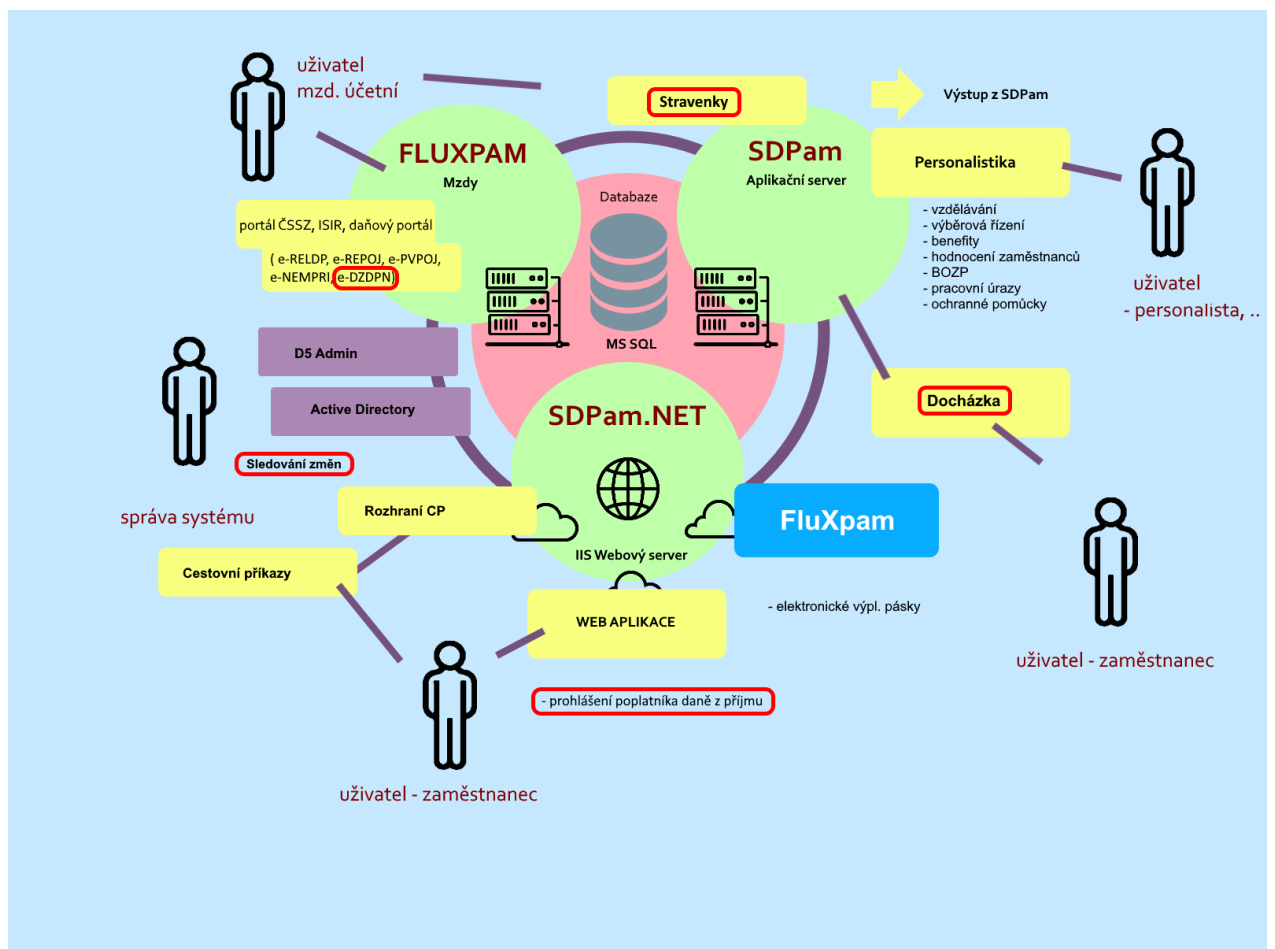 uživatel
mzd. účetní
Stravenky
Výstup z SDPam
FLUXPAM
Mzdy
SDPam
Aplikační server
Personalistika
- vzdělávání
- výběrová řízení
- benefity
- hodnocení zaměstnanců
- BOZP
- pracovní úrazy
- ochranné pomůcky
uživatel
- personalista, ..
Databaze
MS SQL
portál ČSSZ, ISIR, daňový portál
( e-RELDP, e-REPOJ, e-PVPOJ,
e-NEMPRI, e-DZDPN)
D5 Admin
Active Directory
Sledování změn
správa systému
Docházka
SDPam.NET
IIS Webový server
Rozhraní CP
Cestovní příkazy
FluXpam
- elektronické výpl. pásky
WEB APLIKACE
- prohlášení poplatníka daně z příjmu
uživatel - zaměstnanec
uživatel - zaměstnanec